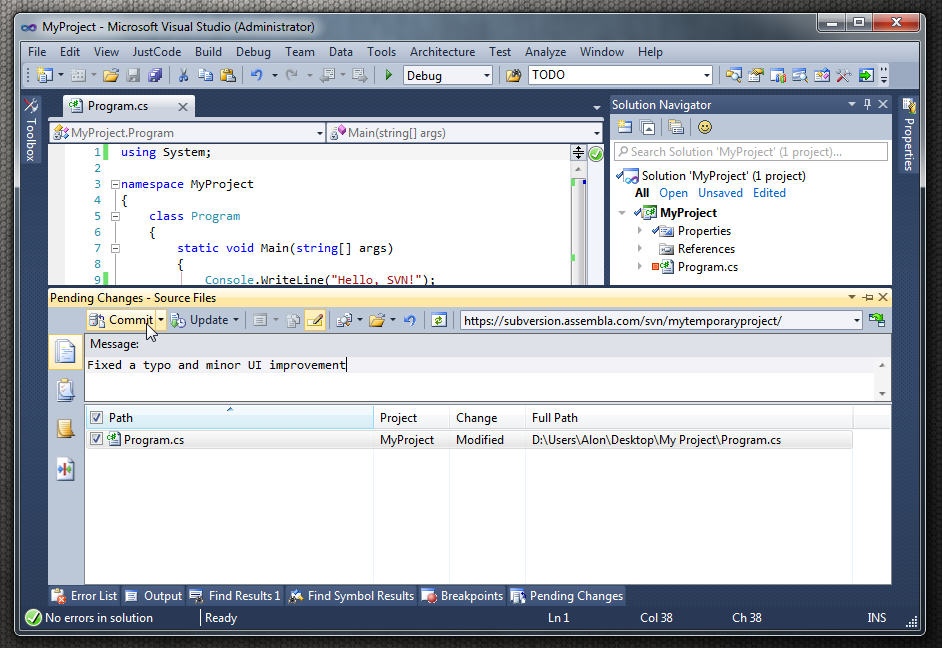 MyProject - Microsoft Visual Studio (Administrator)
File Edit View JustCode Build Debug Team Data Tools Architecture Test Analyze Window Help
Debug TODO
Toolbox
Program.cs
MyProject.Program Main(string[] args)
1 using System;
2
3 namespace MyProject
4 {
5 class Program
6 {
7 static void Main(string[] args)
8 {
9 Console.WriteLine("Hello, SVN!");
Solution Navigator
Search Solution 'MyProject' (1 project)...
Solution 'MyProject' (1 project)
All Open Unsaved Edited
MyProject
Properties
References
Program.cs
Properties
Pending Changes - Source Files
Commit Update https://subversion.assembla.com/svn/mytemporaryproject/
Message:
Fixed a typo and minor UI improvement
Path Project Change Full Path
Program.cs MyProject Modified D:\Users\Alon\Desktop\My Project\Program.cs
Error List Output Find Results 1 Find Symbol Results Breakpoints Pending Changes
No errors in solution Ready Ln 1 Col 38 Ch 38 INS